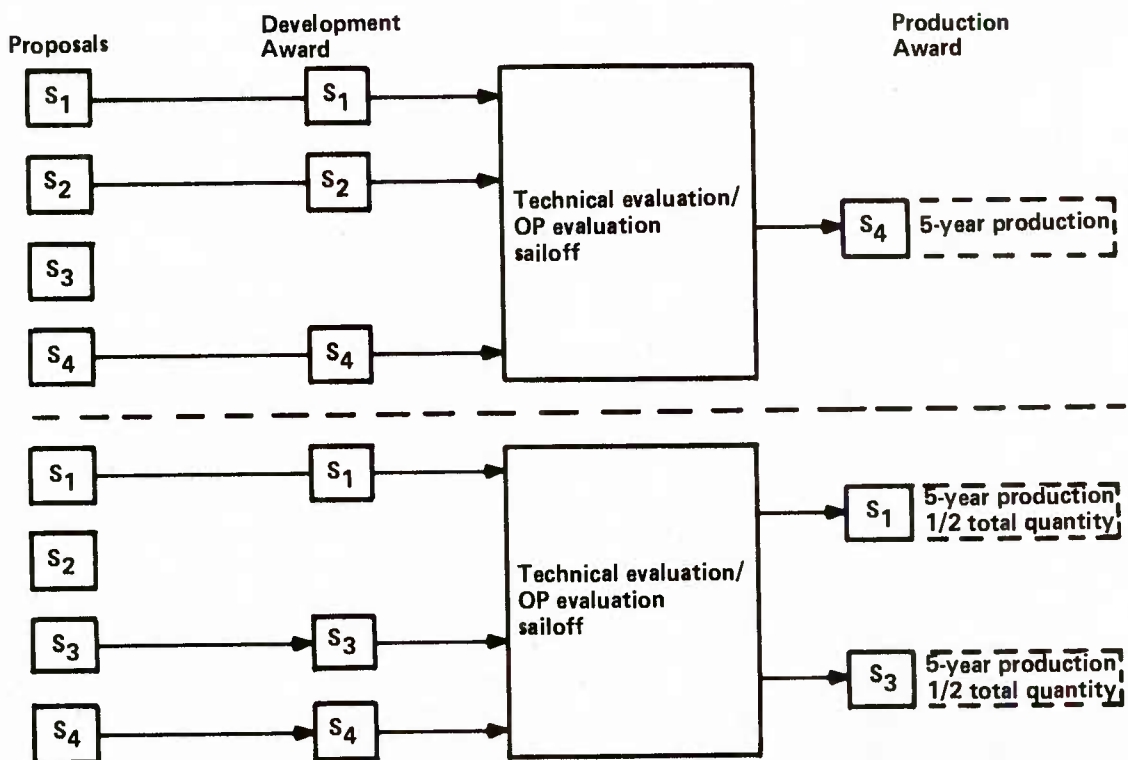 Proposals
Development
Award
Production
Award
S1
S1
S2
S2
S3
S4
S4
Technical evaluation/
OP evaluation
sailoff
S4
5-year production
S1
S1
S2
S3
S3
S4
S4
Technical evaluation/
OP evaluation
sailoff
S1
5-year production
1/2 total quantity
S3
5-year production
1/2 total quantity